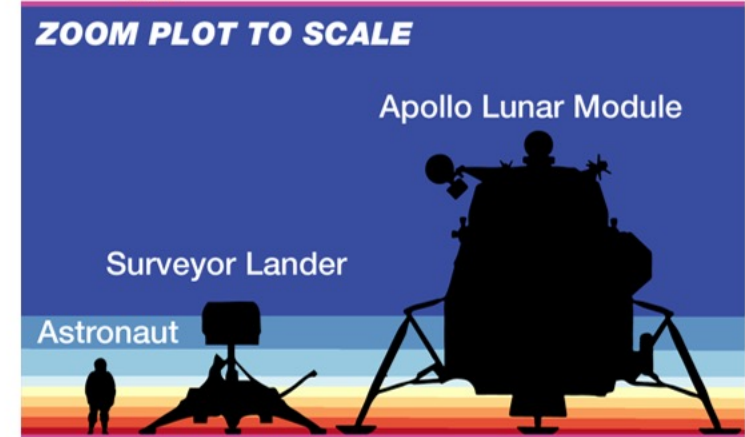 ZOOM PLOT TO SCALE
Apollo Lunar Module
Surveyor Lander
Astronaut